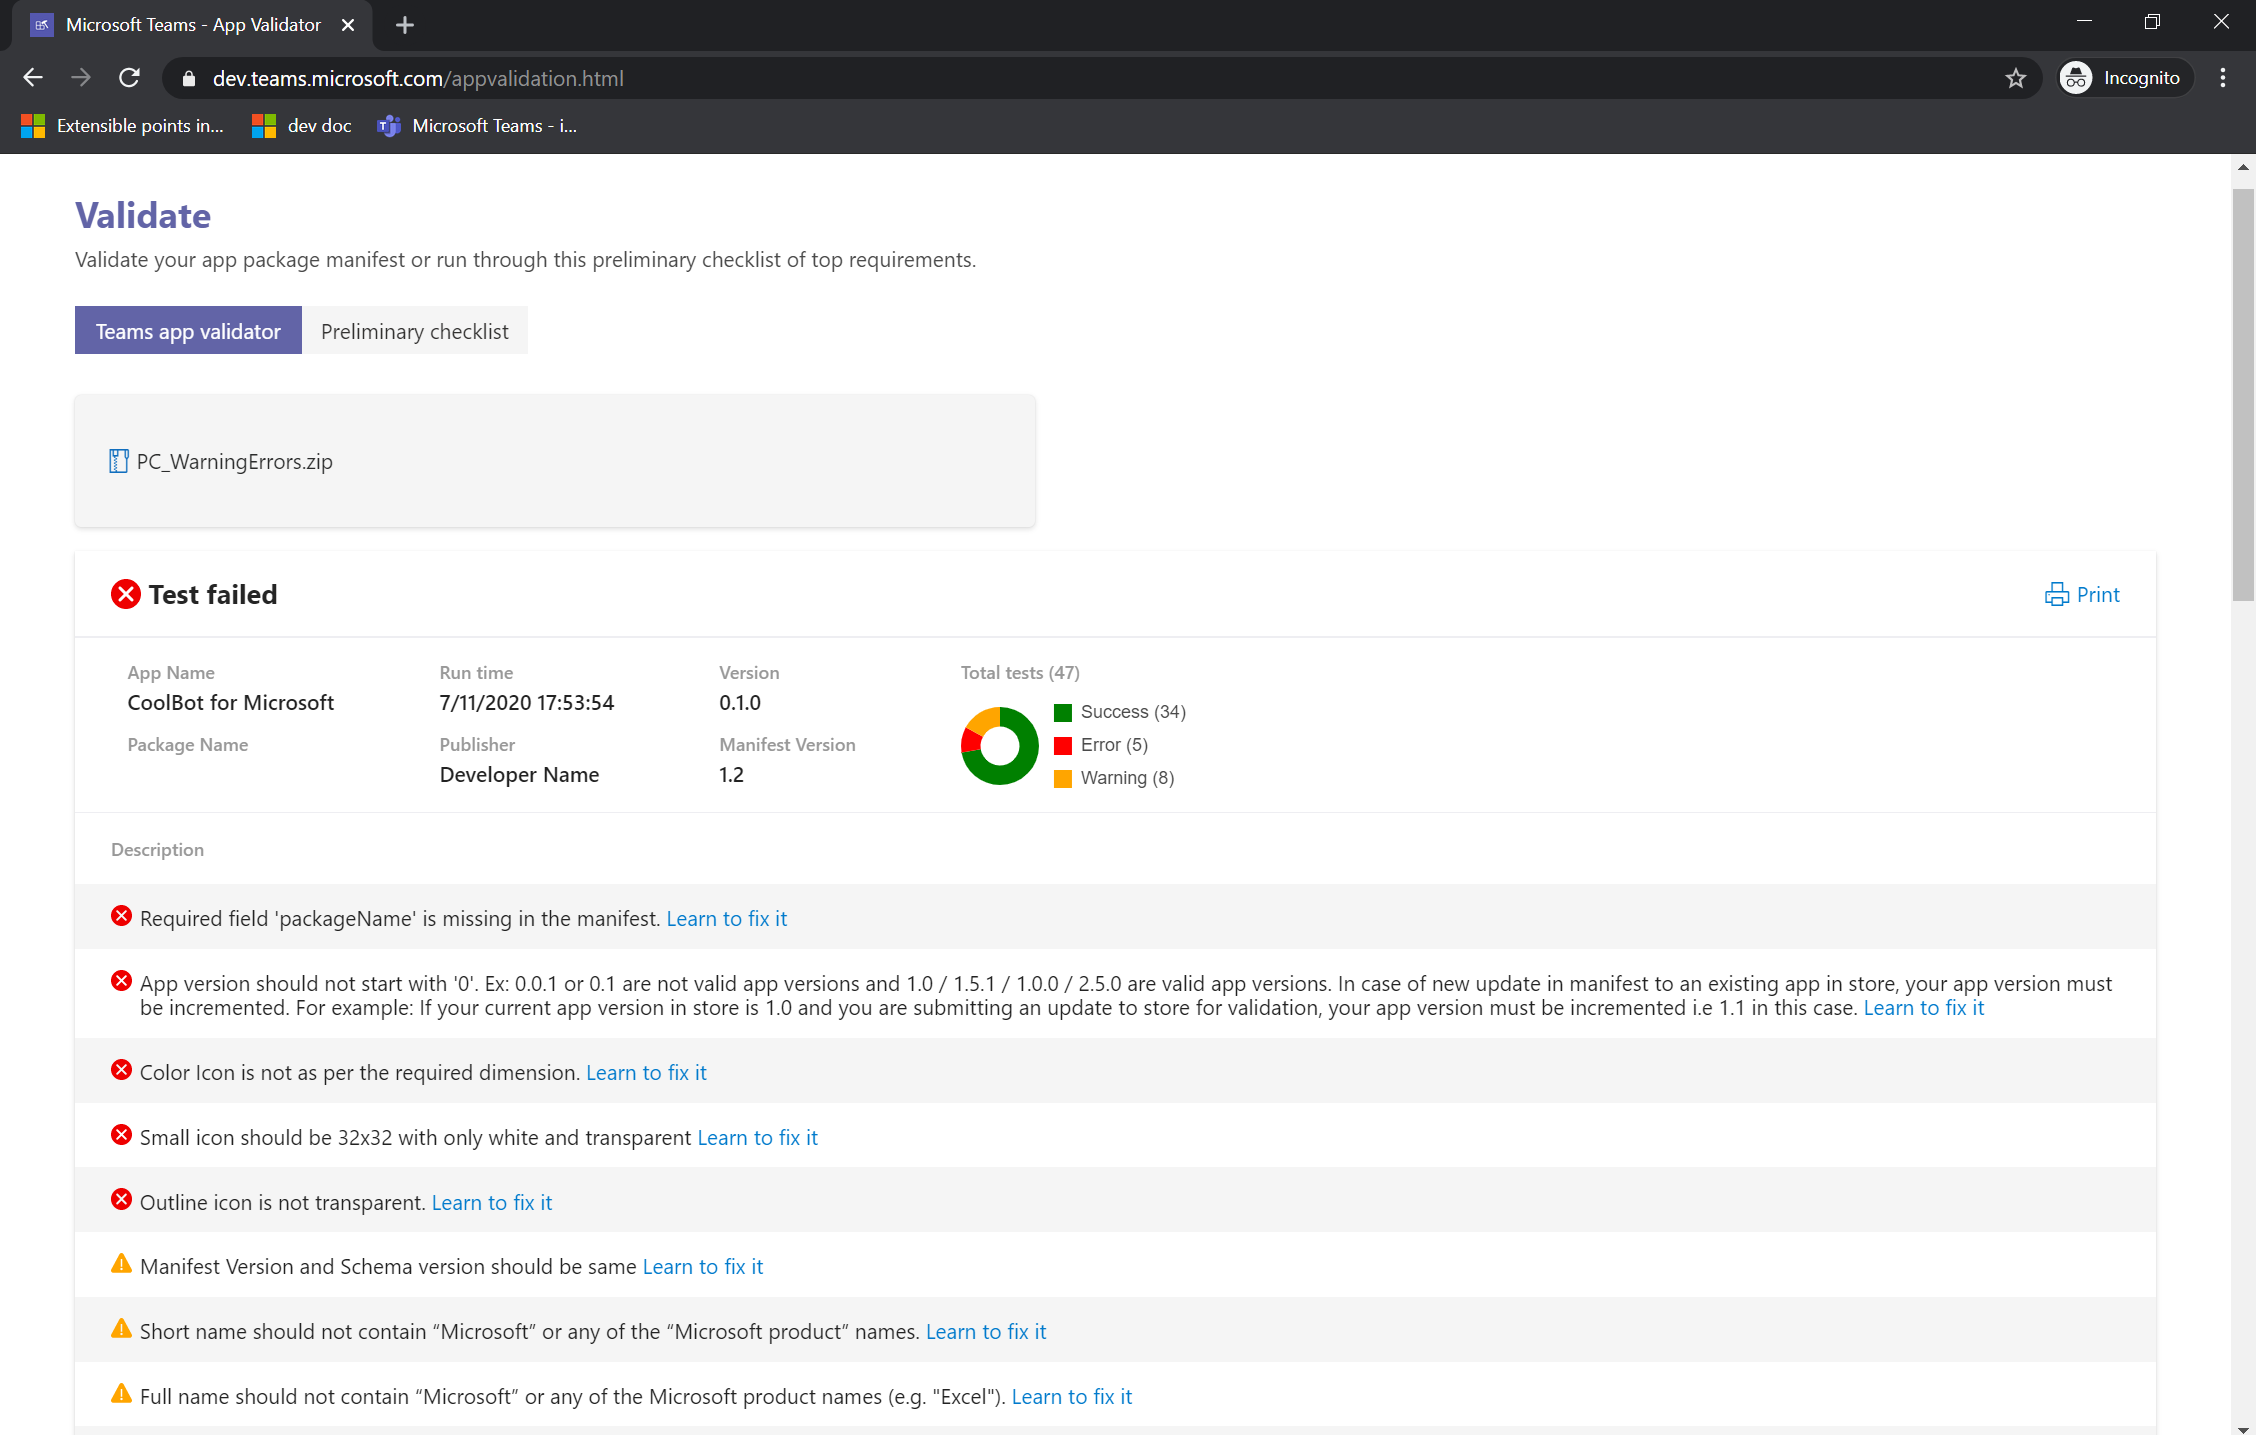 Microsoft Teams - App Validator
dev.teams.microsoft.com/appvalidation.html
Incognito
Extensible points in...
dev doc
Microsoft Teams - i...
Validate
Validate your app package manifest or run through this preliminary checklist of top requirements.
Teams app validator
Preliminary checklist
PC_WarningErrors.zip
Test failed
Print
App Name
Run time
Version
Total tests (47)
CoolBot for Microsoft
7/11/2020 17:53:54
0.1.0
Success (34)
Package Name
Publisher
Manifest Version
Error (5)
Developer Name
1.2
Warning (8)
Description
Required field 'packageName' is missing in the manifest. Learn to fix it
App version should not start with '0'. Ex: 0.0.1 or 0.1 are not valid app versions and 1.0 / 1.5.1 / 1.0.0 / 2.5.0 are valid app versions. In case of new update in manifest to an existing app in store, your app version must
be incremented. For example: If your current app version in store is 1.0 and you are submitting an update to store for validation, your app version must be incremented i.e 1.1 in this case. Learn to fix it
Color Icon is not as per the required dimension. Learn to fix it
Small icon should be 32x32 with only white and transparent Learn to fix it
Outline icon is not transparent. Learn to fix it
Manifest Version and Schema version should be same Learn to fix it
Short name should not contain “Microsoft” or any of the “Microsoft product” names. Learn to fix it
Full name should not contain “Microsoft” or any of the Microsoft product names (e.g. "Excel"). Learn to fix it